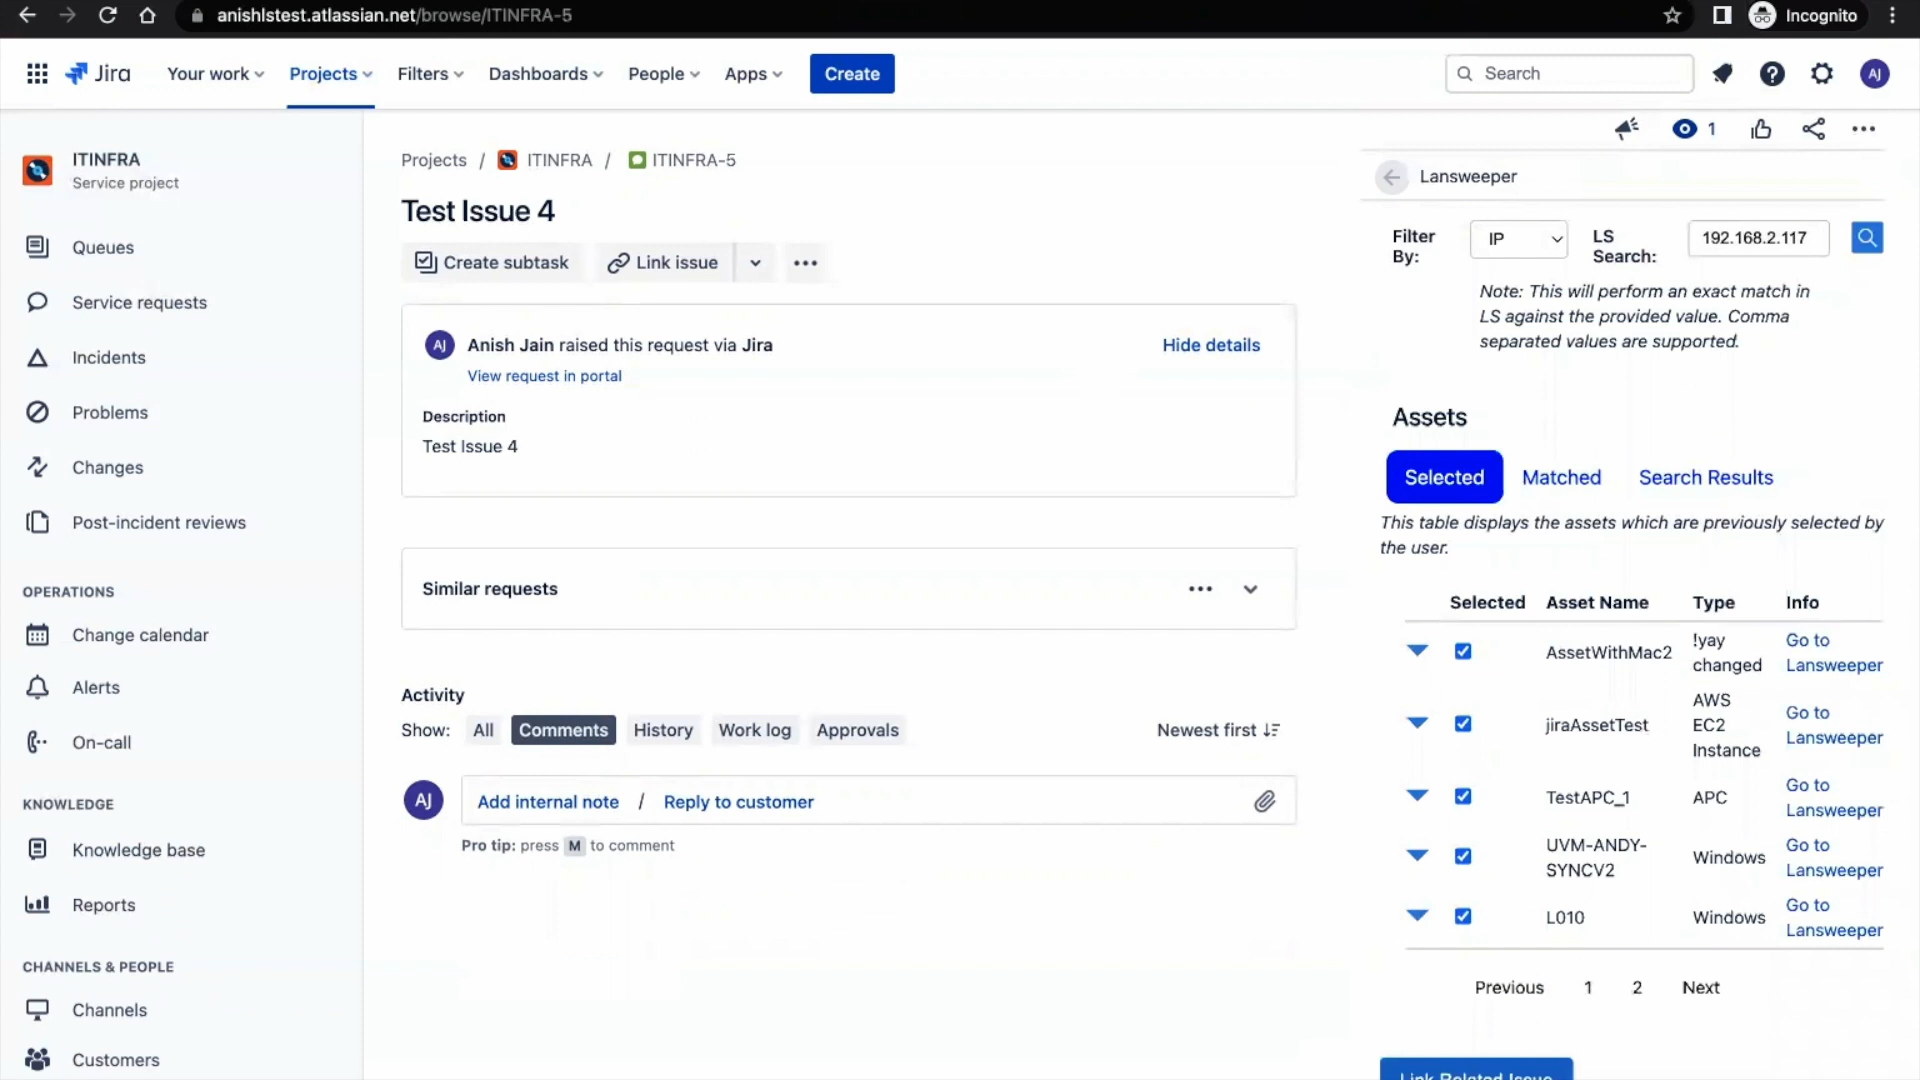 anishlstest.atlassian.net/browse/ITINFRA-5
Incognito
Jira
Your work
Projects
Filters
Dashboards
People
Apps
Create
Search
AJ
ITINFRA
Service project
Queues
Service requests
Incidents
Problems
Changes
Post-incident reviews
OPERATIONS
Change calendar
Alerts
On-call
KNOWLEDGE
Knowledge base
Reports
CHANNELS & PEOPLE
Channels
Customers
Projects / ITINFRA / ITINFRA-5
Test Issue 4
Create subtask
Link issue
AJ
Anish Jain raised this request via Jira
Hide details
View request in portal
Description
Test Issue 4
Similar requests
Activity
Show: All Comments History Work log Approvals
Newest first
AJ
Add internal note / Reply to customer
Pro tip: press M to comment
1
Lansweeper
Filter
By:
IP
LS
Search:
192.168.2.117
Note: This will perform an exact match in
LS against the provided value. Comma
separated values are supported.
Assets
Selected
Matched
Search Results
This table displays the assets which are previously selected by
the user.
Selected Asset Name Type Info
AssetWithMac2
!yay
changed
Go to
Lansweeper
jiraAssetTest
AWS
EC2
Instance
Go to
Lansweeper
TestAPC_1
APC
Go to
Lansweeper
UVM-ANDY-
SYNCV2
Windows
Go to
Lansweeper
L010
Windows
Go to
Lansweeper
Previous 1 2 Next
Link Related Issue